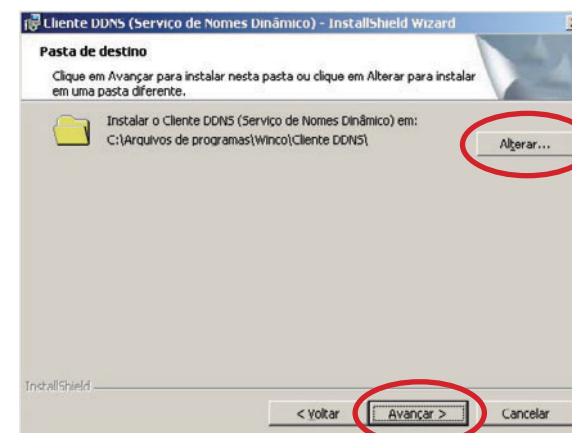 Cliente DDNS (Serviço de Nomes Dinâmico) - InstallShield Wizard
Pasta de destino
Clique em Avançar para instalar nesta pasta ou clique em Alterar para instalar
em uma pasta diferente.
Instalar o Cliente DDNS (Serviço de Nomes Dinâmico) em:
C:\Arquivos de programas\Winco\Cliente DDNS\
Alterar...
InstallShield
< Voltar Avançar > Cancelar